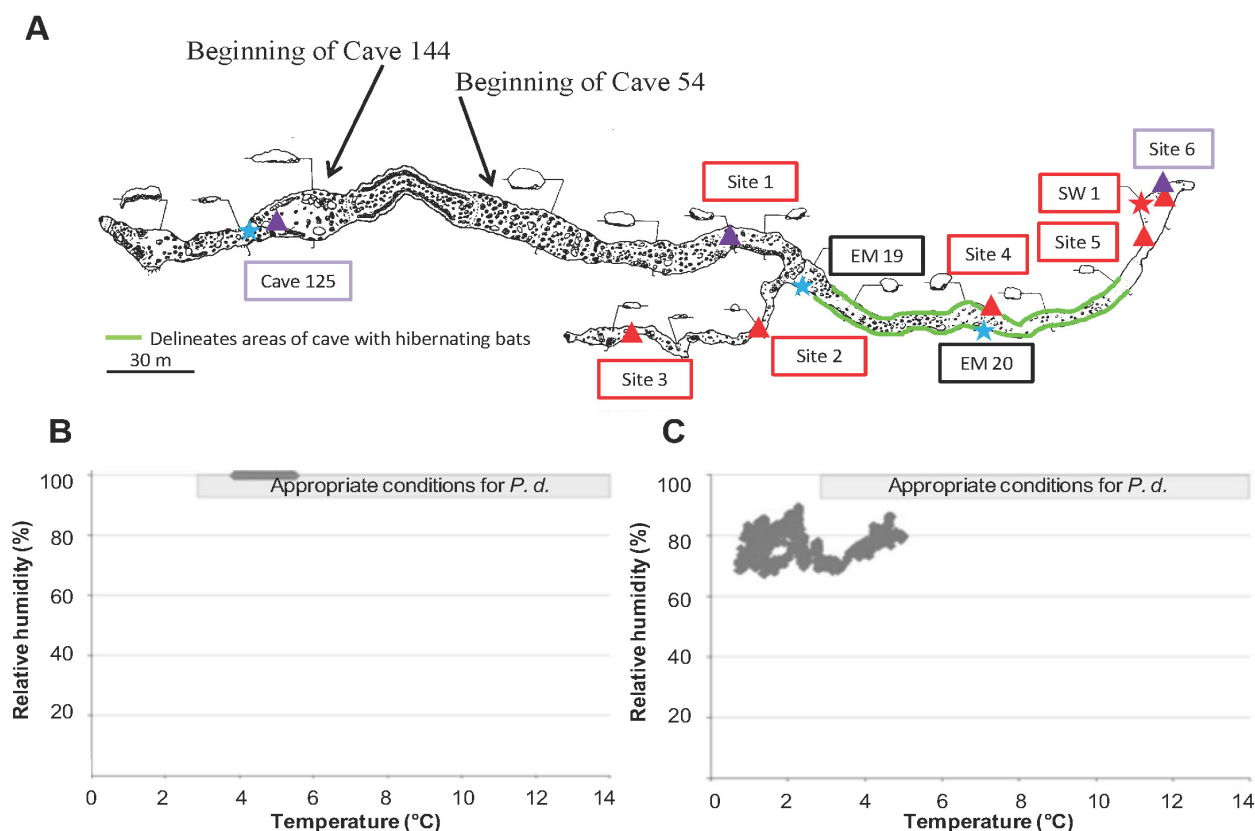 A
Beginning of Cave 144
Beginning of Cave 54
Site 6
Site 1
SW 1
EM 19
Site 4
Site 5
Cave 125
Delineates areas of cave with hibernating bats
30 m
Site 2
Site 3
EM 20
B
100
80
60
40
20
Relative humidity (%)
Appropriate conditions for P. d.
0 2 4 6 8 10 12 14
Temperature (°C)
C
100
80
60
40
20
Relative humidity (%)
Appropriate conditions for P. d.
0 2 4 6 8 10 12 14
Temperature (°C)